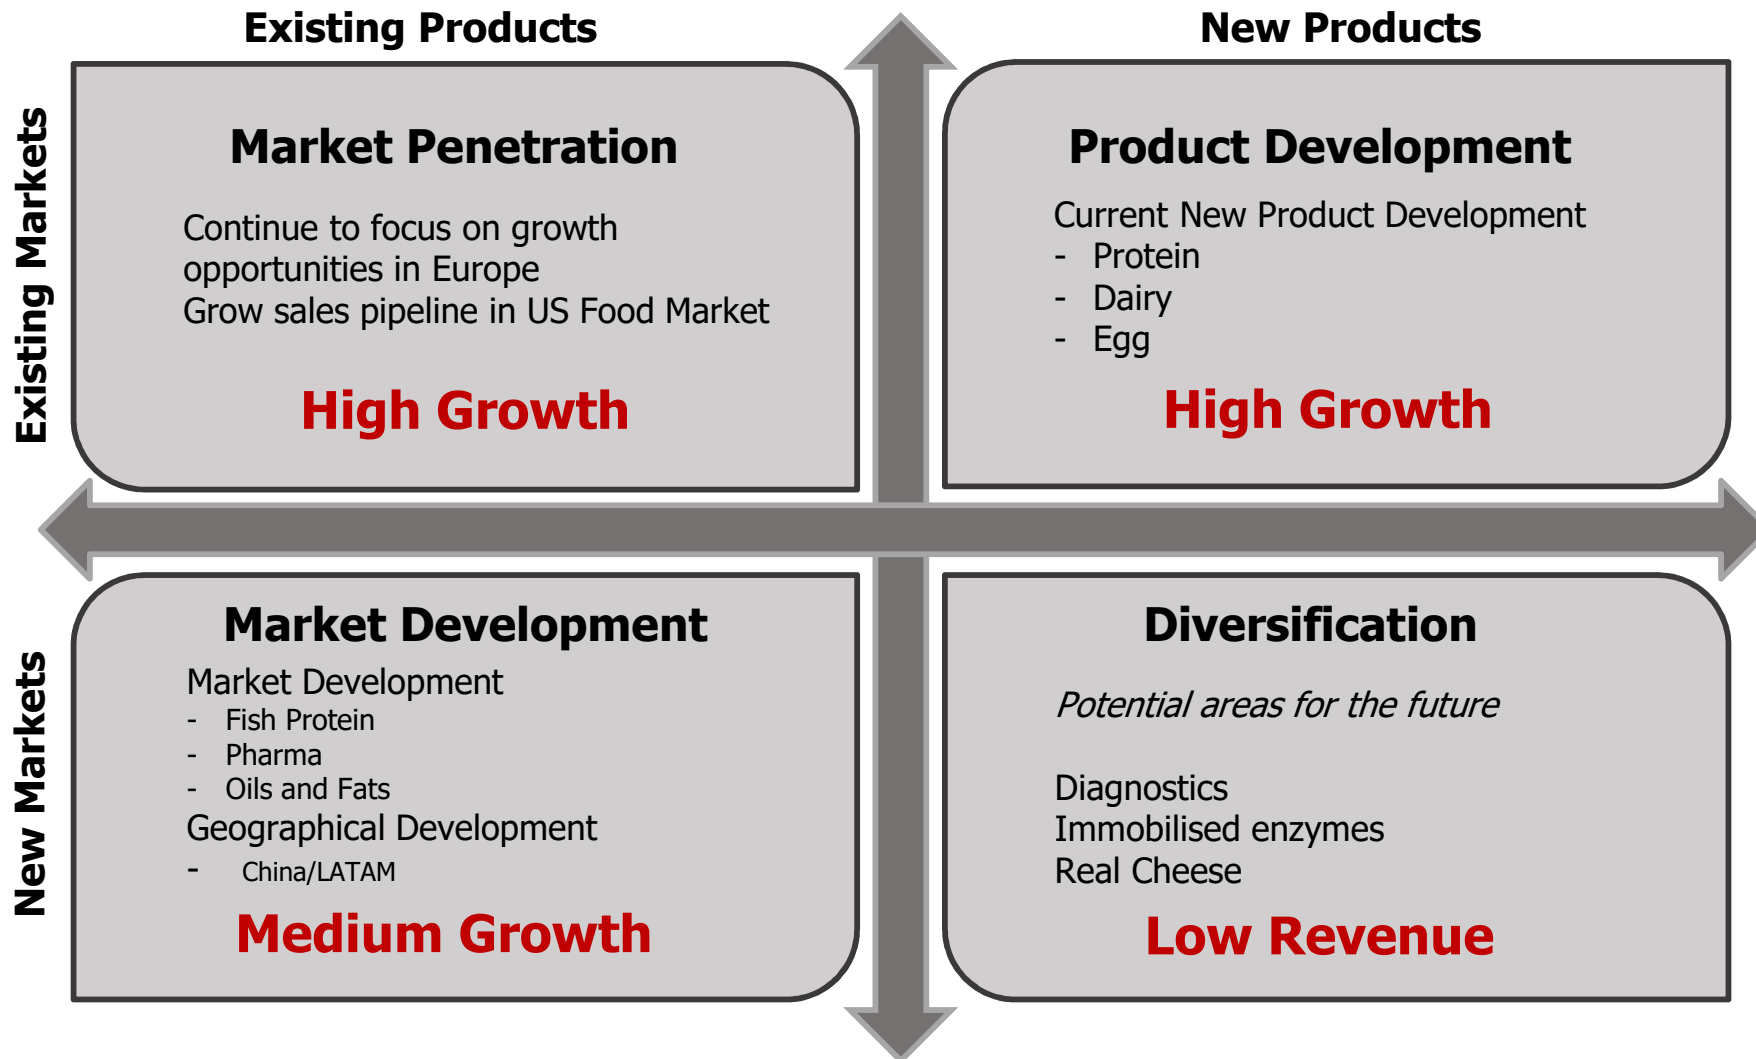 Existing Products
New Products
Existing Markets
Market Penetration
Continue to focus on growth
opportunities in Europe
Grow sales pipeline in US Food Market
High Growth
Product Development
Current New Product Development
- Protein
- Dairy
- Egg
High Growth
New Markets
Market Development
Market Development
- Fish Protein
- Pharma
- Oils and Fats
Geographical Development
- China/LATAM
Medium Growth
Diversification
Potential areas for the future
Diagnostics
Immobilised enzymes
Real Cheese
Low Revenue